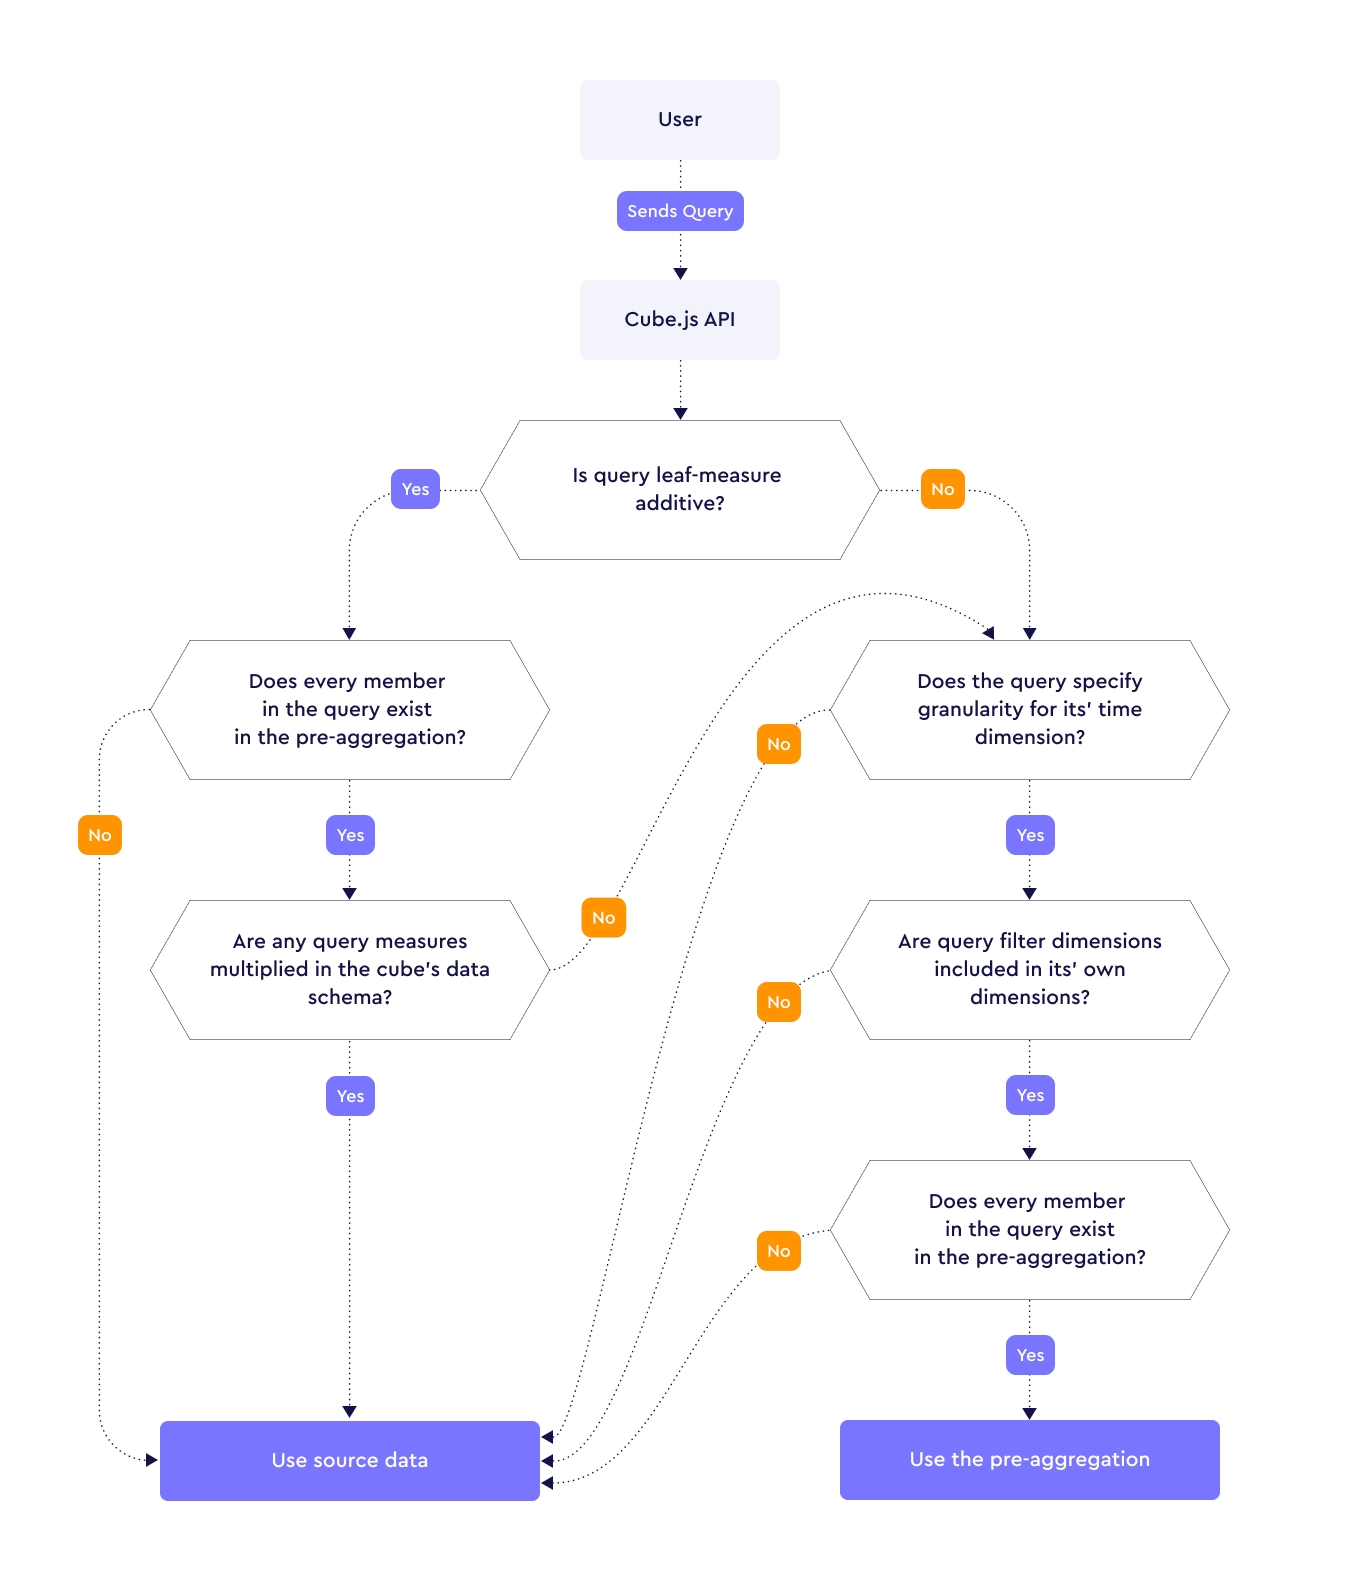 User
Sends Query
Cube.js API
Is query leaf-measure
additive?
Yes
No
Does every member
in the query exist
in the pre-aggregation?
Does the query specify
granularity for its' time
dimension?
No
No
Yes
Yes
No
Are any query measures
multiplied in the cube's data
schema?
Are query filter dimensions
included in its' own
dimensions?
No
Yes
Yes
Does every member
in the query exist
in the pre-aggregation?
No
Yes
Use source data
Use the pre-aggregation